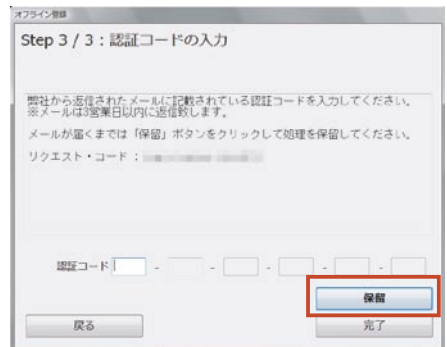 オフライン登録
Step 3 / 3：認証コードの入力
弊社から返信されたメールに記載されている認証コードを入力してください。
※メールは3営業日以内に返信致します。
メールが届くまでは「保留」ボタンをクリックして処理を保留してください。
リクエスト・コード：
認証コード - - - - -
保留
戻る 完了